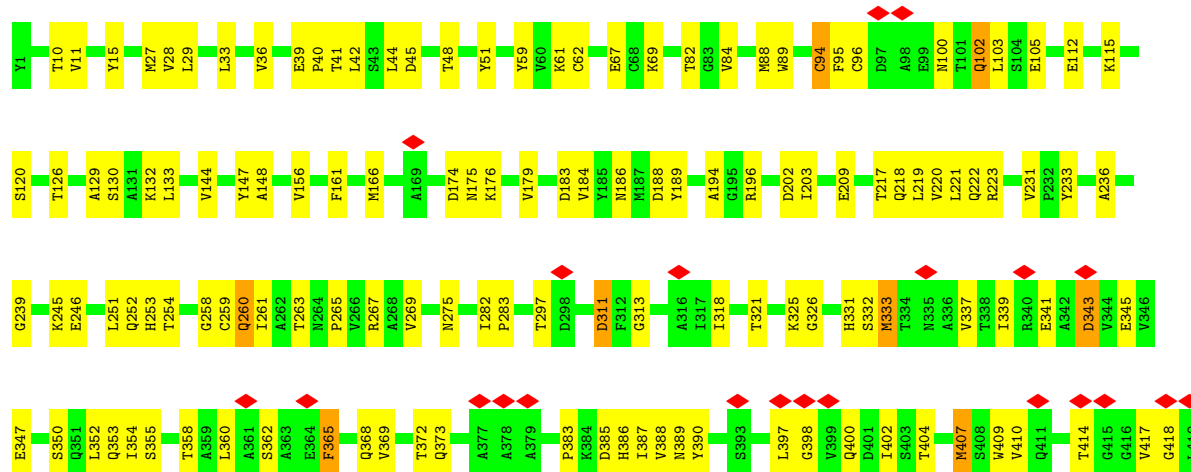 Y1 T10 V11 Y15 M27 V28 L29 L33 V36 E39 P40 T41 L42 S43 L44 D45 T48 Y51 Y59 V60 K61 C62 E67 C68 K69 T82 G83 V84 M88 W89 C94 F95 C96 D97 A98 E99 N100 T101 Q102 L103 S104 E105 E112 K115
S120 T126 A129 S130 A131 K132 L133 V144 Y147 A148 V156 F161 M166 A169 D174 N175 K176 V179 D183 V184 Y185 N186 M187 D188 Y189 A194 G195 R196 D202 I203 E209 T217 Q218 L219 V220 L221 Q222 R223 V231 P232 Y233 A236
G239 K245 E246 L251 Q252 H253 T254 G258 C259 Q260 I261 A262 T263 N264 P265 V266 R267 A268 V269 N275 I282 P283 T297 D298 D311 F312 G313 A316 I317 I318 T321 K325 G326 H331 S332 M333 T334 N335 A336 V337 T338 I339 R340 E341 A342 D343 V344 E345 V346
E347 S350 Q351 L352 Q353 I354 S355 T358 A359 L360 A361 S362 A363 E364 F365 Q368 V369 T372 Q373 A377 A378 A379 P383 K384 D385 H386 I387 V388 N389 Y390 S393 L397 G398 V399 Q400 D401 I402 S403 T404 M407 S408 W409 V410 Q411 T414 G415 G416 V417 G418